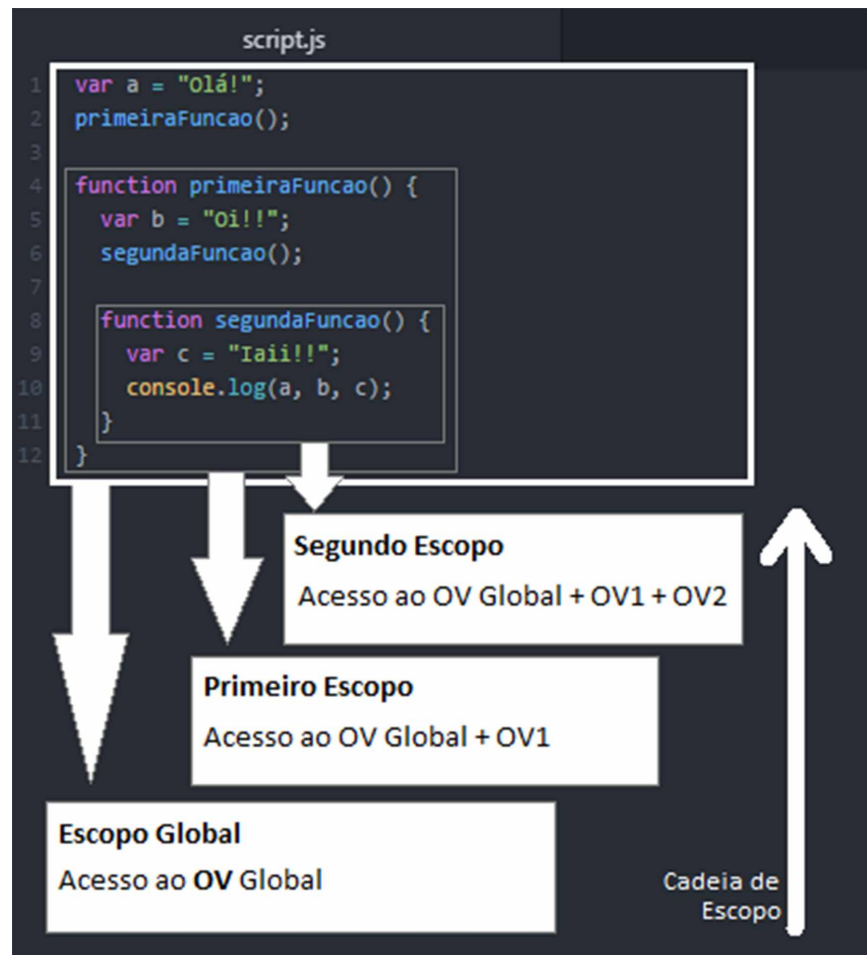 script.js
1 var a = "Olá!";
2 primeiraFuncao();
3
4 function primeiraFuncao() {
5 var b = "Oi!!";
6 segundaFuncao();
7
8 function segundaFuncao() {
9 var c = "Iaii!!";
10 console.log(a, b, c);
11 }
12 }
Segundo Escopo
Acesso ao OV Global + OV1 + OV2
Primeiro Escopo
Acesso ao OV Global + OV1
Escopo Global
Acesso ao OV Global
Cadeia de
Escopo